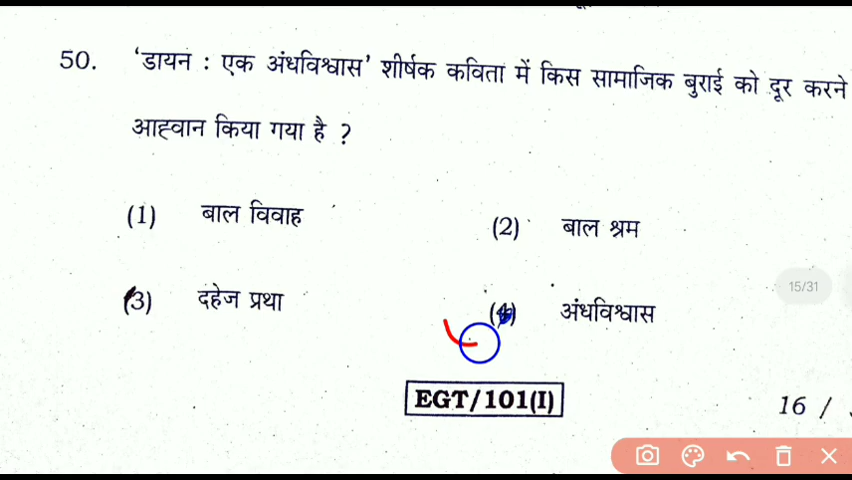 50. 'डायन : एक अंधविश्वास' शीर्षक कविता में किस सामाजिक बुराई को दूर करने
आह्वान किया गया है ?
(1) बाल विवाह
(2) बाल श्रम
(3) दहेज प्रथा
(4) अंधविश्वास
15/31
EGT/101(I)
16 /